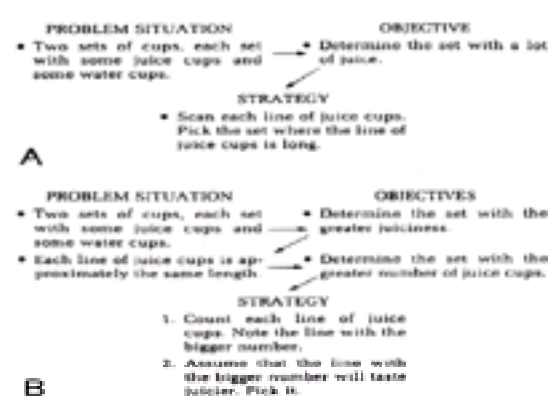 PROBLEM SITUATION
• Two sets of cups, each set
with some juice cups and
some water cups.
OBJECTIVE
• Determine the set with a lot
of juice.
STRATEGY
• Scan each line of juice cups.
Pick the set where the line of
juice cups is long.
A
PROBLEM SITUATION
• Two sets of cups, each set
with some juice cups and
some water cups.
• Each line of juice cups is ap-
proximately the same length.
OBJECTIVES
• Determine the set with the
greater juiciness.
• Determine the set with the
greater number of juice cups.
STRATEGY
1. Count each line of juice
cups. Note the line with the
bigger number.
2. Assume that the line with
the bigger number will taste
juicier. Pick it.
B